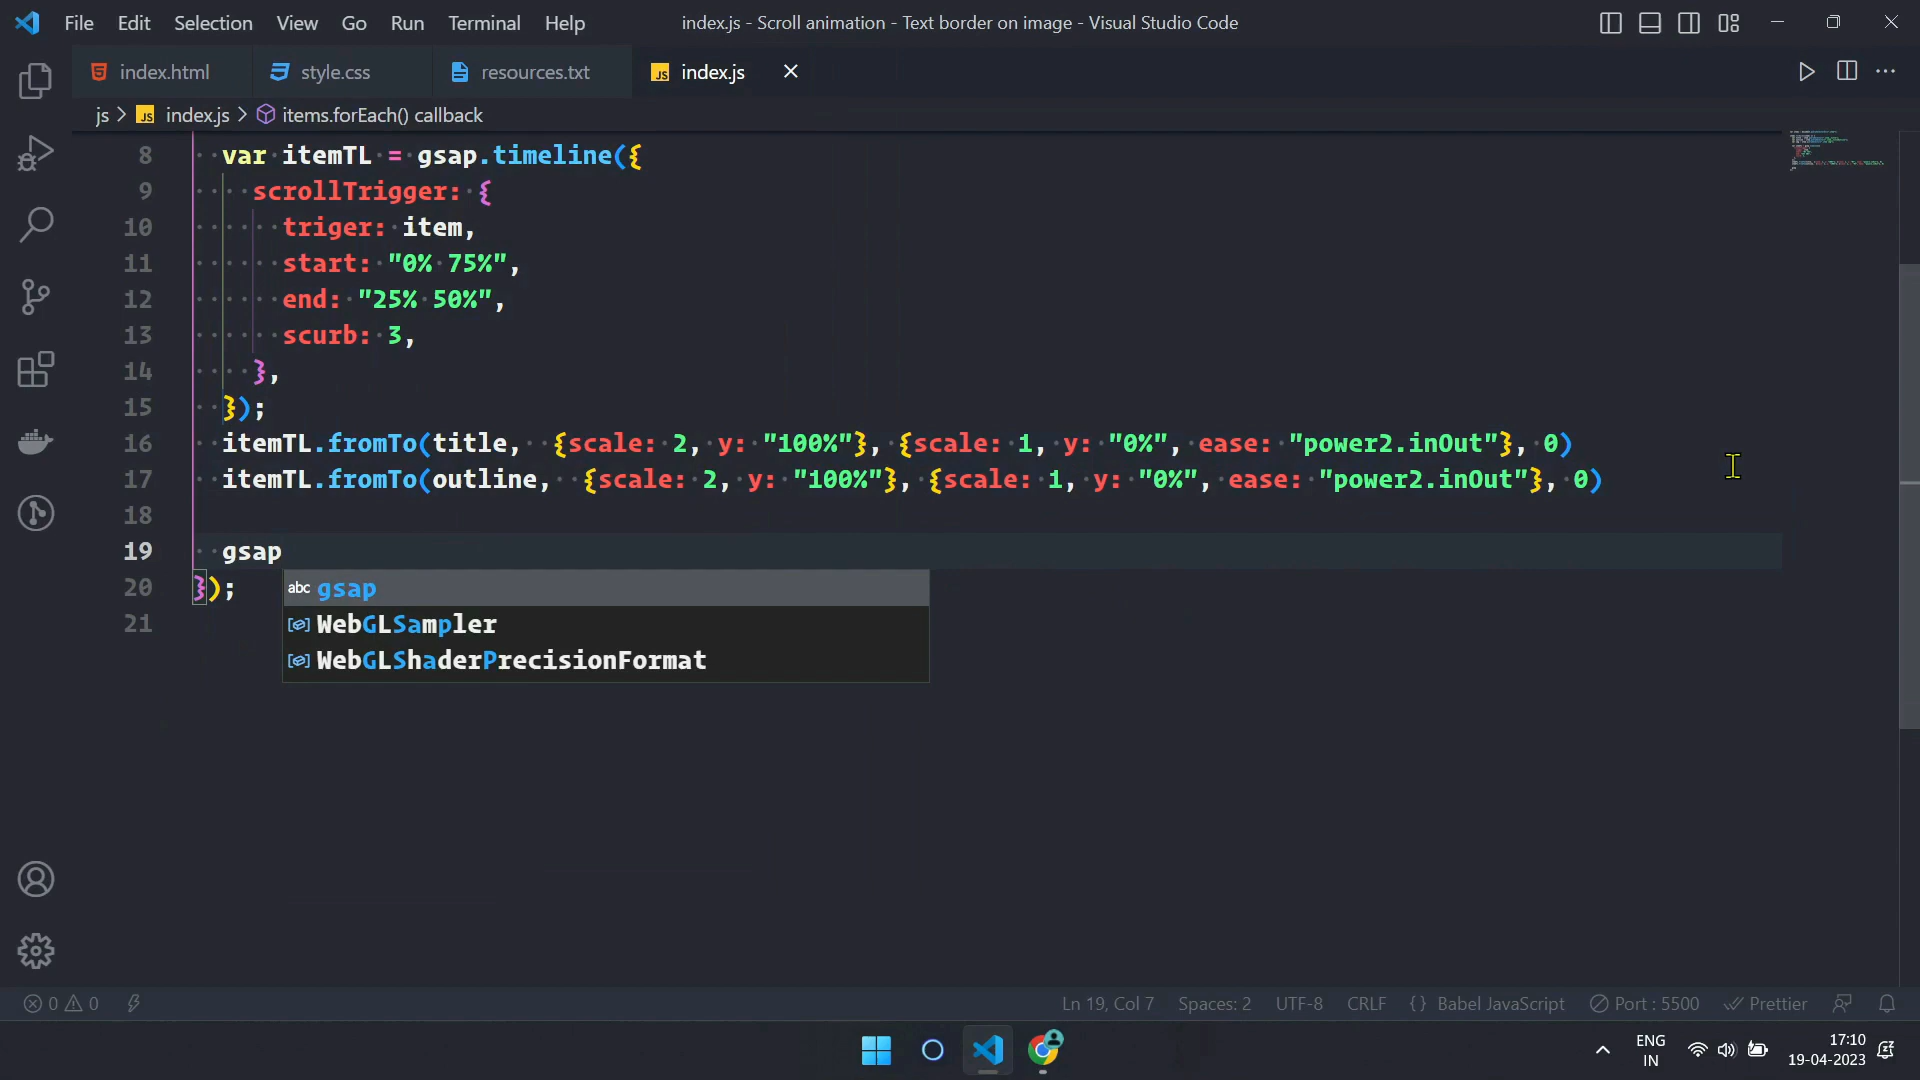 File Edit Selection View Go Run Terminal Help index.js - Scroll animation - Text border on image - Visual Studio Code
index.html style.css resources.txt JS index.js
js > JS index.js > items.forEach() callback
8 var itemTL = gsap.timeline({
9 scrollTrigger: {
10 triger: item,
11 start: "0% 75%",
12 end: "25% 50%",
13 scurb: 3,
14 },
15 });
16 itemTL.fromTo(title, {scale: 2, y: "100%"}, {scale: 1, y: "0%", ease: "power2.inOut"}, 0)
17 itemTL.fromTo(outline, {scale: 2, y: "100%"}, {scale: 1, y: "0%", ease: "power2.inOut"}, 0)
18
19 gsap
20 });
abc gsap
21
WebGLSampler
WebGLShaderPrecisionFormat
0 0 Ln 19, Col 7 Spaces: 2 UTF-8 CRLF {} Babel JavaScript Port : 5500 Prettier
ENG
IN
17:10
19-04-2023